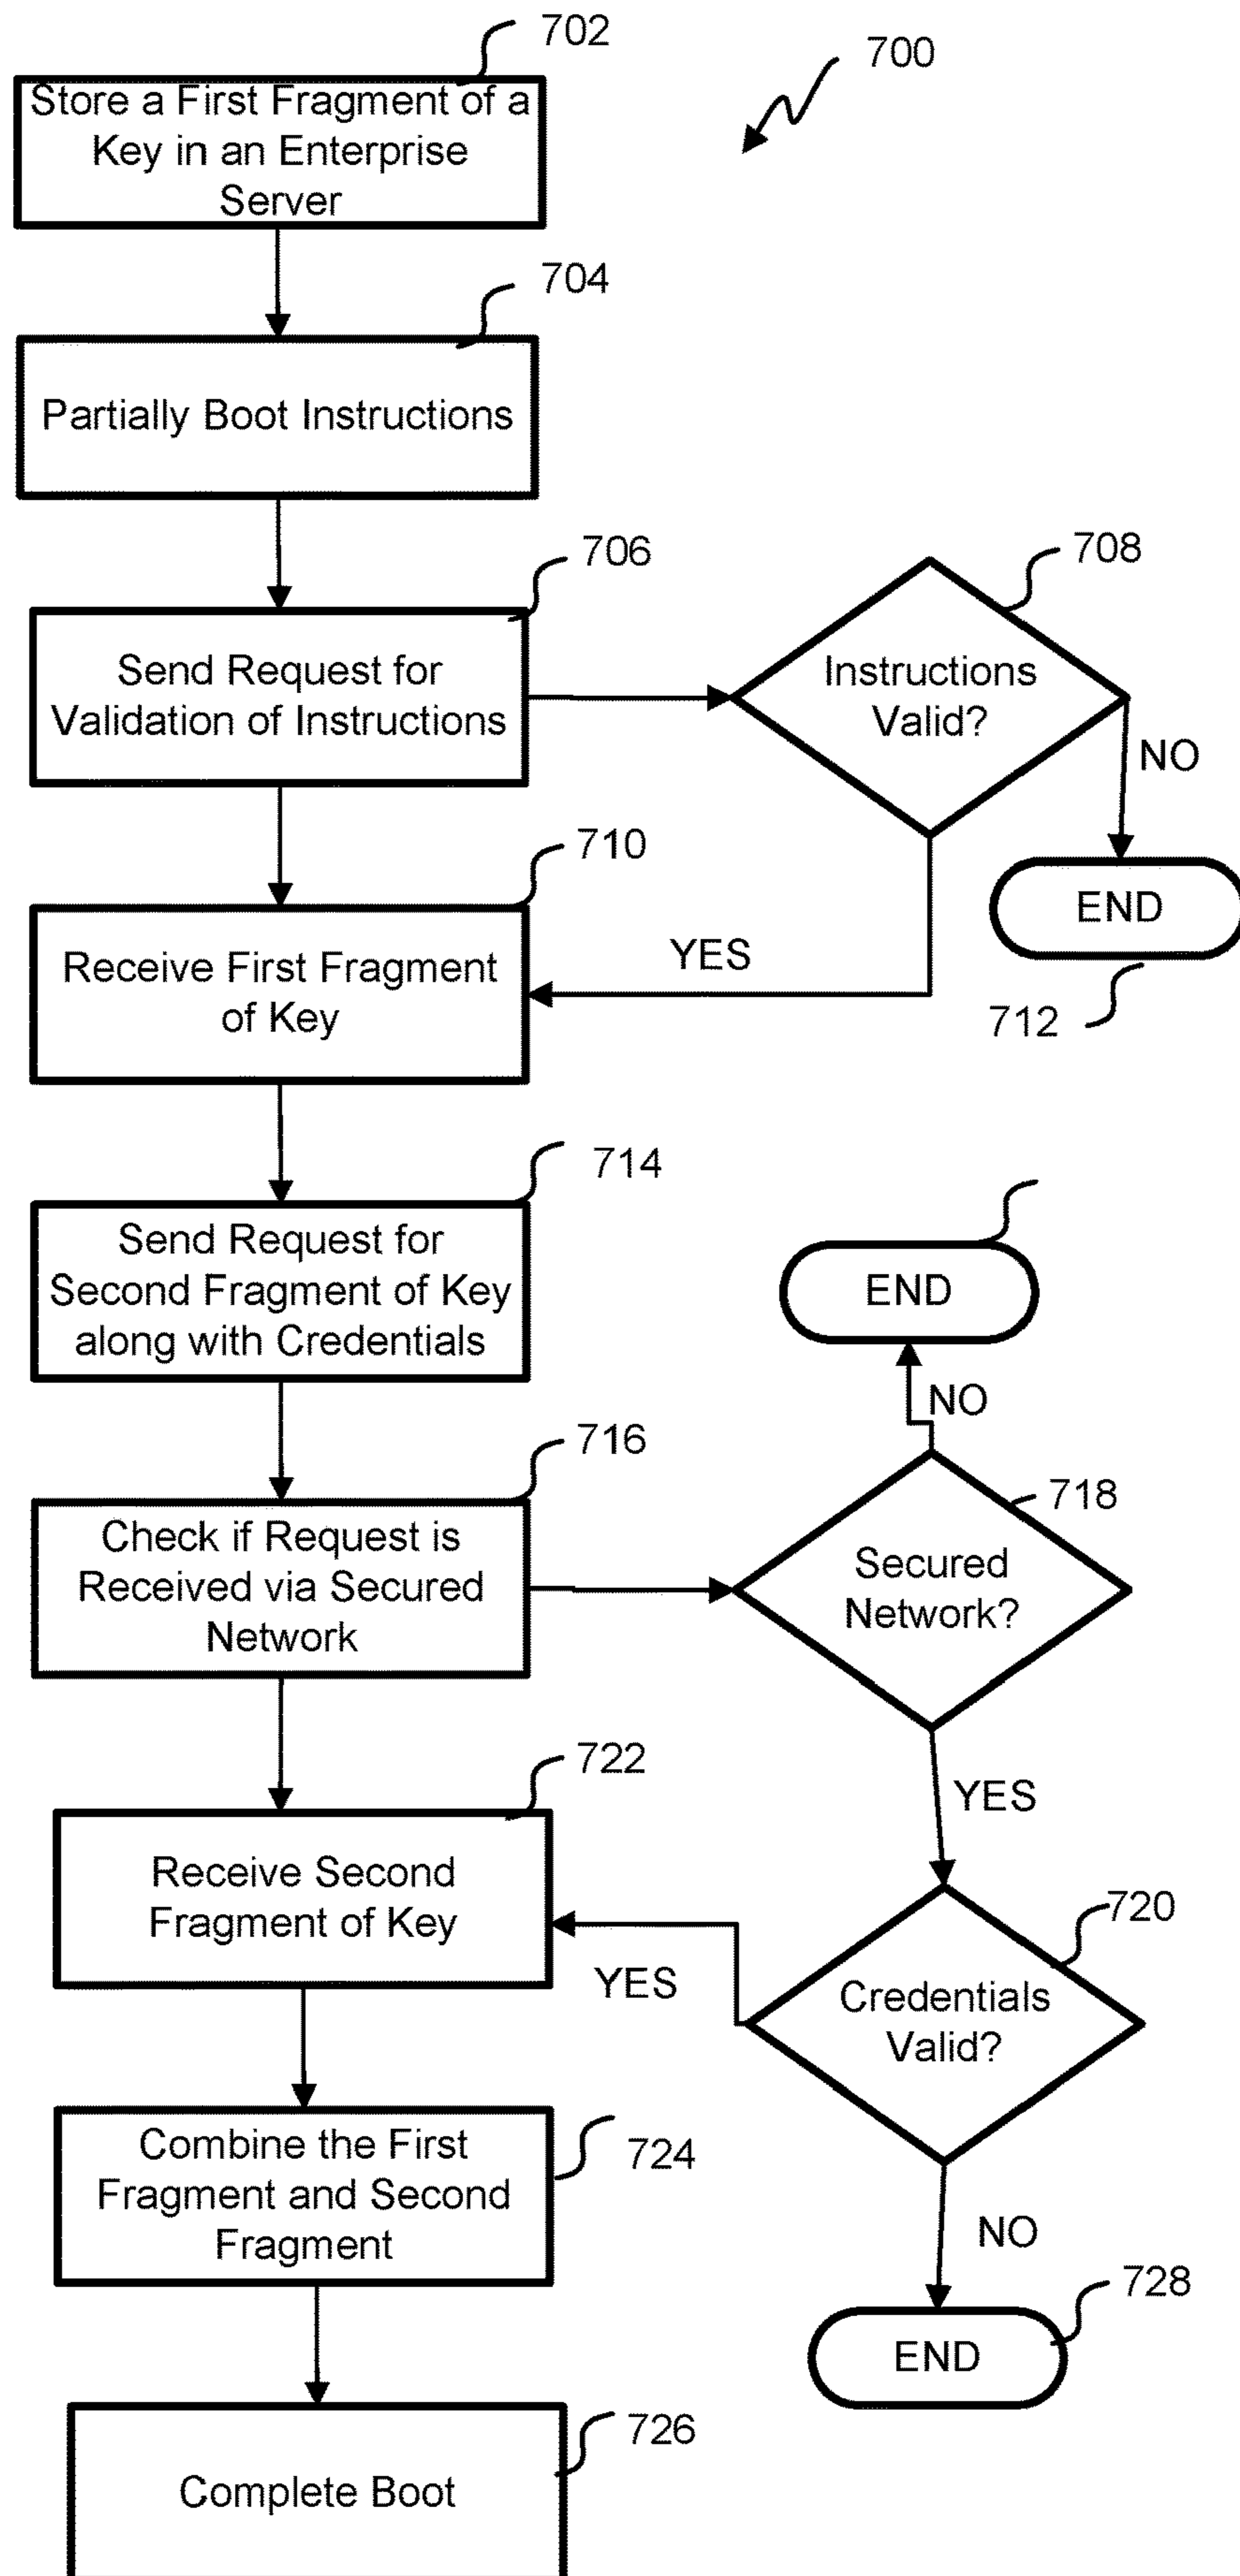 702
700
Store a First Fragment of a
Key in an Enterprise
Server
704
Partially Boot Instructions
706
708
Send Request for
Validation of Instructions
Instructions
Valid?
NO
710
END
Receive First Fragment
of Key
YES
712
714
Send Request for
Second Fragment of Key
along with Credentials
END
NO
716
718
Check if Request is
Received via Secured
Network
Secured
Network?
722
YES
Receive Second
Fragment of Key
720
YES
Credentials
Valid?
Combine the First
Fragment and Second
Fragment
724
NO
728
END
726
Complete Boot